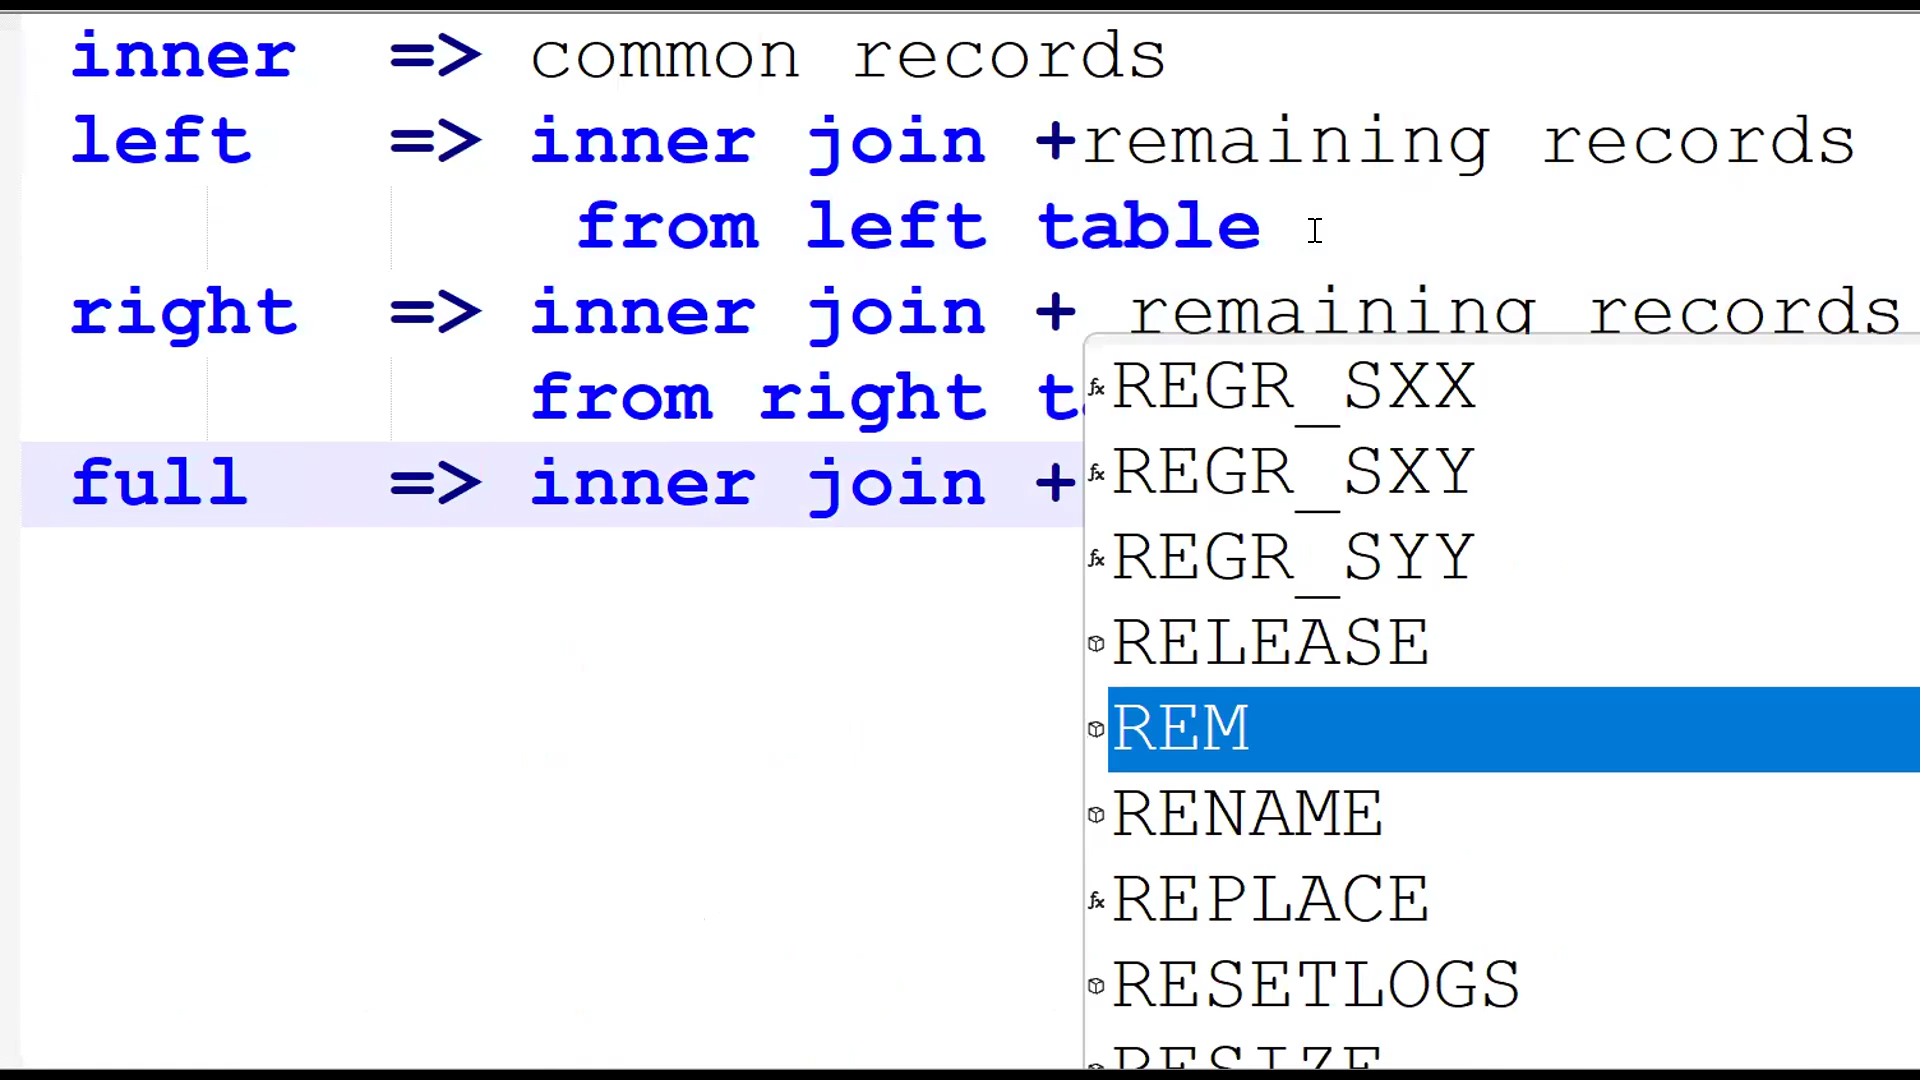 inner => common records
left => inner join +remaining records
from left table
right => inner join + remaining records
from right
full => inner join +
REGR_SXX
REGR_SXY
REGR_SYY
RELEASE
REM
RENAME
REPLACE
RESETLOGS
RESIZE